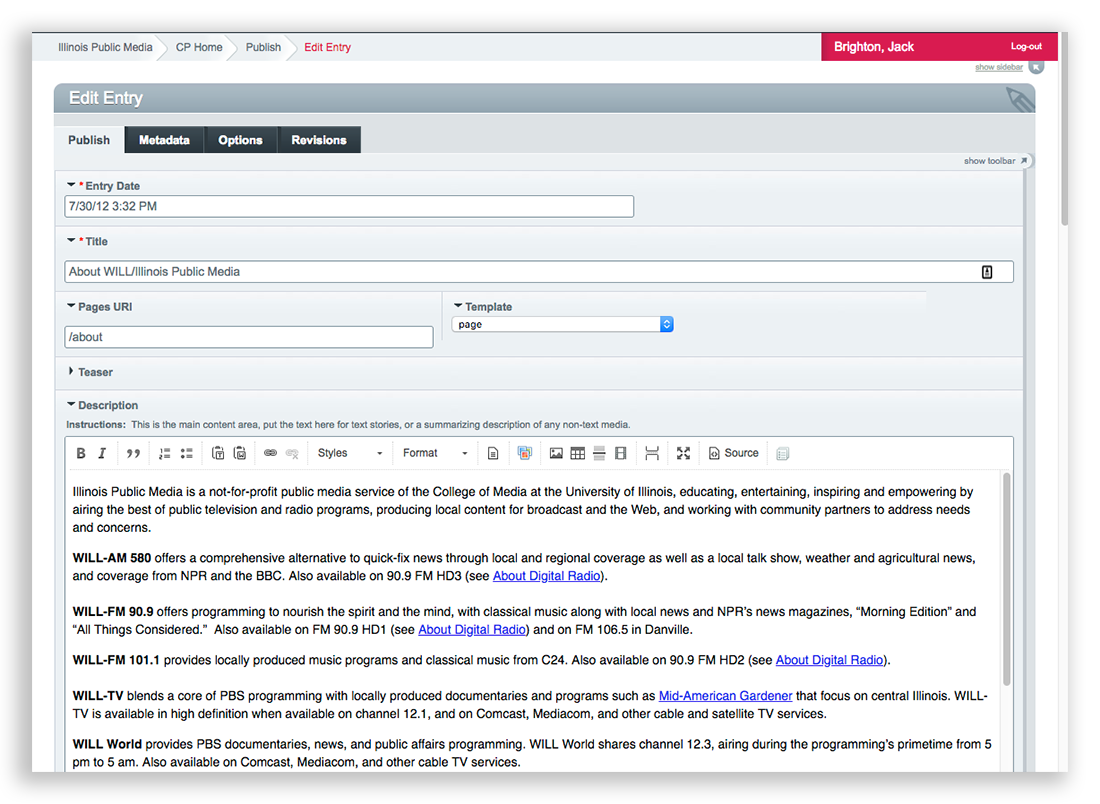 Illinois Public Media CP Home Publish Edit Entry Brighton, Jack Log-out
show sidebar
Edit Entry
Publish Metadata Options Revisions
show toolbar
* Entry Date
7/30/12 3:32 PM
* Title
About WILL/Illinois Public Media
Pages URI Template
/about page
Teaser
Description
Instructions: This is the main content area, put the text here for text stories, or a summarizing description of any non-text media.
B I Styles Format Source
Illinois Public Media is a not-for-profit public media service of the College of Media at the University of Illinois, educating, entertaining, inspiring and empowering by
airing the best of public television and radio programs, producing local content for broadcast and the Web, and working with community partners to address needs
and concerns.
WILL-AM 580 offers a comprehensive alternative to quick-fix news through local and regional coverage as well as a local talk show, weather and agricultural news,
and coverage from NPR and the BBC. Also available on 90.9 FM HD3 (see About Digital Radio).
WILL-FM 90.9 offers programming to nourish the spirit and the mind, with classical music along with local news and NPR's news magazines, “Morning Edition” and
“All Things Considered.” Also available on FM 90.9 HD1 (see About Digital Radio) and on FM 106.5 in Danville.
WILL-FM 101.1 provides locally produced music programs and classical music from C24. Also available on 90.9 FM HD2 (see About Digital Radio).
WILL-TV blends a core of PBS programming with locally produced documentaries and programs such as Mid-American Gardener that focus on central Illinois. WILL-
TV is available in high definition when available on channel 12.1, and on Comcast, Mediacom, and other cable and satellite TV services.
WILL World provides PBS documentaries, news, and public affairs programming. WILL World shares channel 12.3, airing during the programming's primetime from 5
pm to 5 am. Also available on Comcast, Mediacom, and other cable TV services.